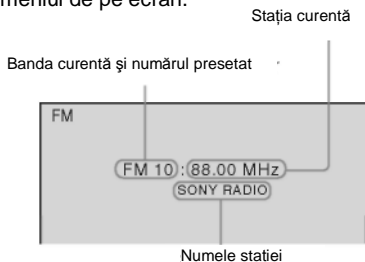 meniul de pe ecran.
Stația curentă
Banda curentă şi numărul presetat
FM
FM 10 : 88.00 MHz
SONY RADIO
Numele statiei